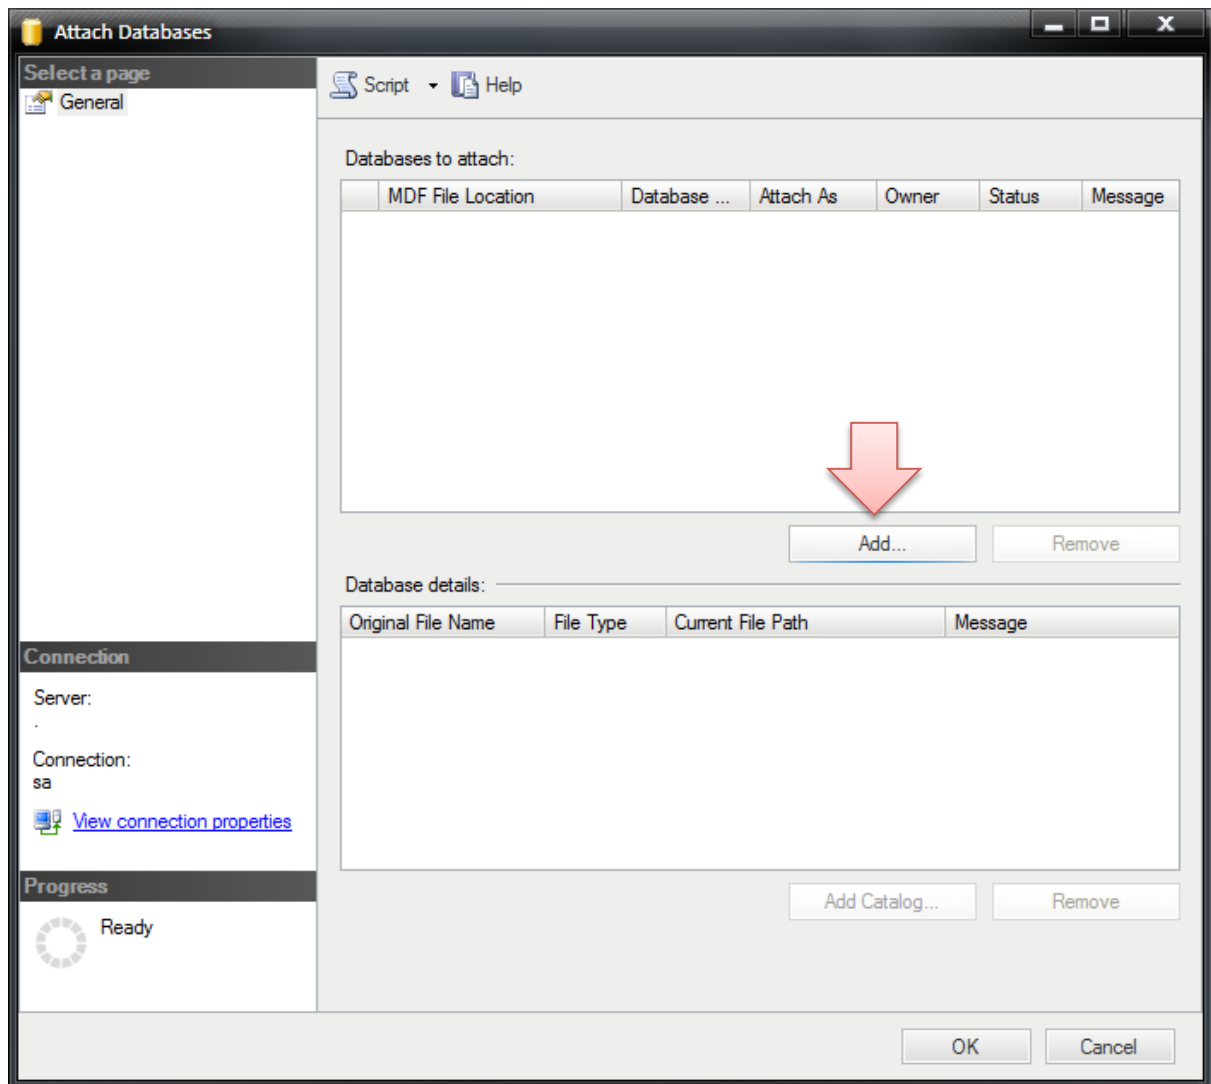 Attach Databases
Select a page
General
Script Help
Databases to attach:
MDF File Location Database ... Attach As Owner Status Message
Add... Remove
Database details:
Original File Name File Type Current File Path Message
Connection
Server:
.
Connection:
sa
View connection properties
Progress
Ready
Add Catalog... Remove
OK Cancel